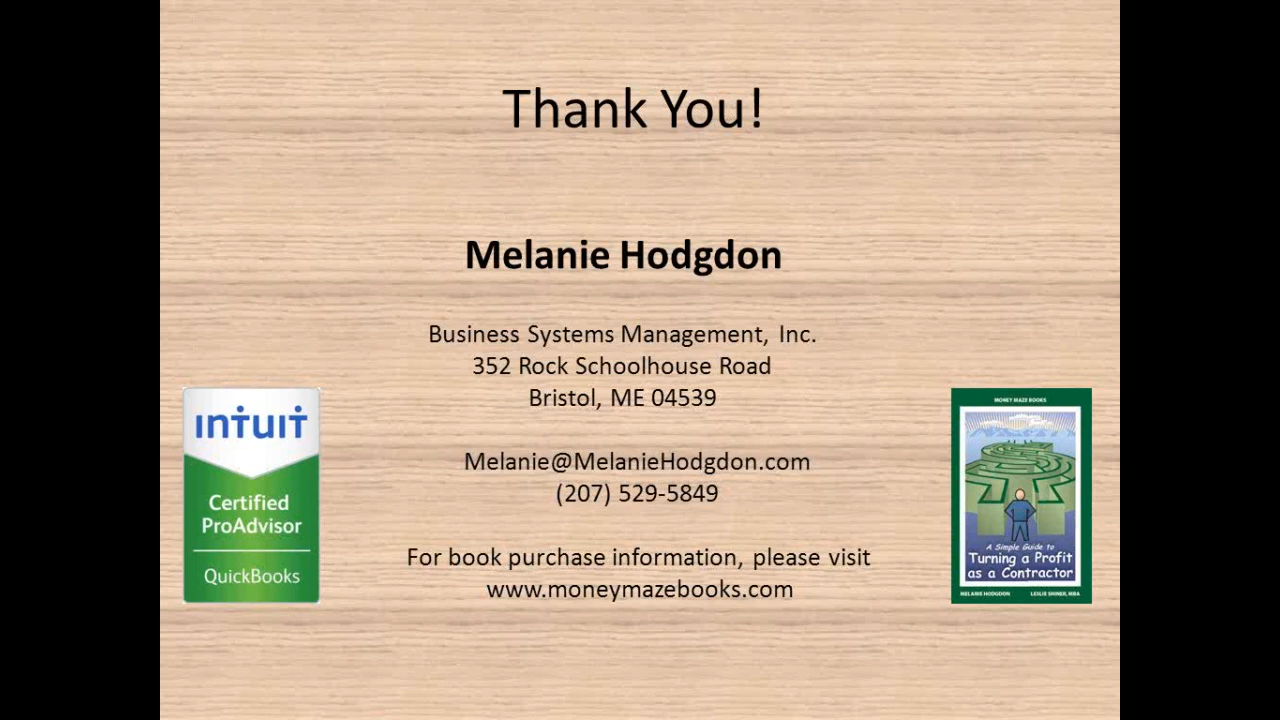 Thank You!
Melanie Hodgdon
Business Systems Management, Inc.
352 Rock Schoolhouse Road
Bristol, ME 04539
Melanie@MelanieHodgdon.com
(207) 529-5849
For book purchase information, please visit
www.moneymazebooks.com
intuit
Certified
ProAdvisor
QuickBooks
MONEY MAZE BOOKS
A Simple Guide to
Turning a Profit
as a Contractor
MELANIE HODGDON LESLIE SHINER, MBA